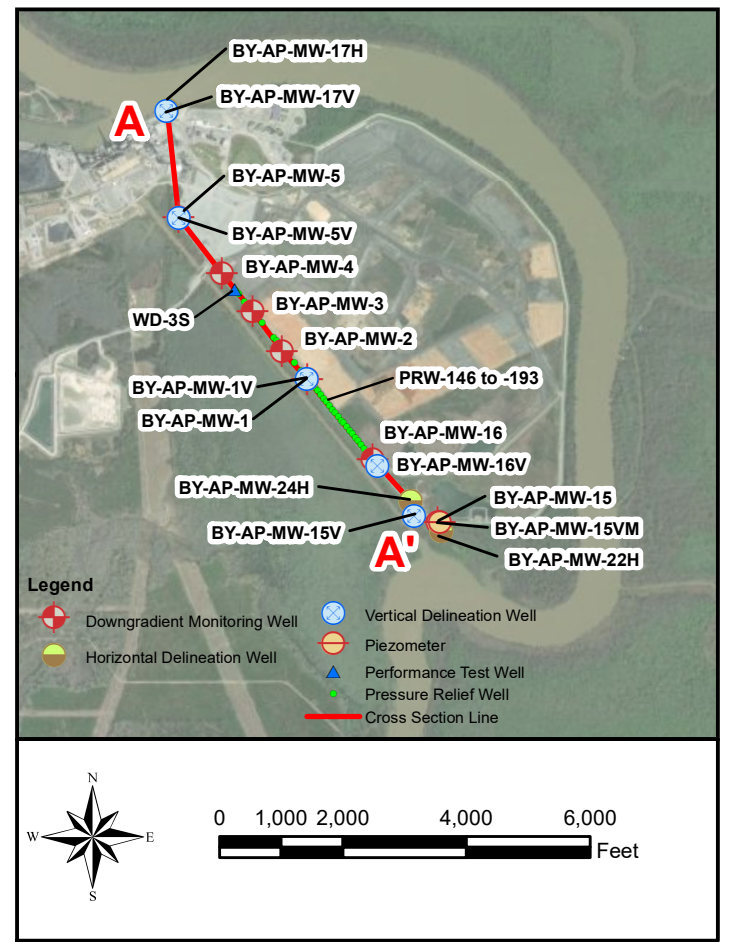 BY-AP-MW-17H
BY-AP-MW-17V
A
BY-AP-MW-5
BY-AP-MW-5V
BY-AP-MW-4
BY-AP-MW-3
WD-3S
BY-AP-MW-2
PRW-146 to -193
BY-AP-MW-1V
BY-AP-MW-1
BY-AP-MW-16
BY-AP-MW-16V
BY-AP-MW-24H
BY-AP-MW-15
BY-AP-MW-15V
BY-AP-MW-15VM
A'
BY-AP-MW-22H
Legend
Downgradient Monitoring Well
Horizontal Delineation Well
Vertical Delineation Well
Piezometer
Performance Test Well
Pressure Relief Well
Cross Section Line
N
W
E
S
0 1,000 2,000 4,000 6,000
Feet